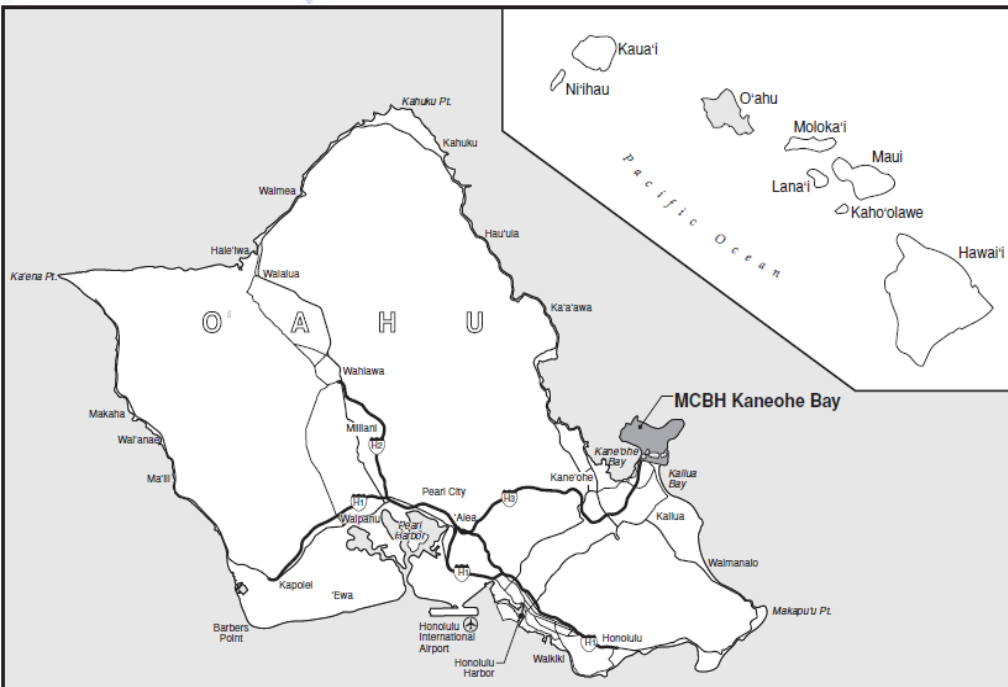 Kaua'i
Ni'ihau
O'ahu
Moloka'i
Maui
Lana'i
Kaho'olawe
Hawai'i
Pacific Ocean
Kahuku Pt.
Kahuku
Waimea
Hau'ula
Hale'iwa
Ka'ena Pt.
Waialua
Ka'a'awa
O'AHU
Wahiawa
MCBH Kaneohe Bay
Makaha
Mililani
Wai'anae
H2
Kane'ohe
Bay
Ma'ili
Kane'ohe
Kailua
Bay
Pearl City
H1
H3
Waipahu
Pearl
Harbor
'Aiea
Kailua
Waimanalo
H1
Kapolei
'Ewa
Makapu'u Pt.
Barbers
Point
Honolulu
International
Airport
H1
Honolulu
Honolulu
Harbor
Waikiki